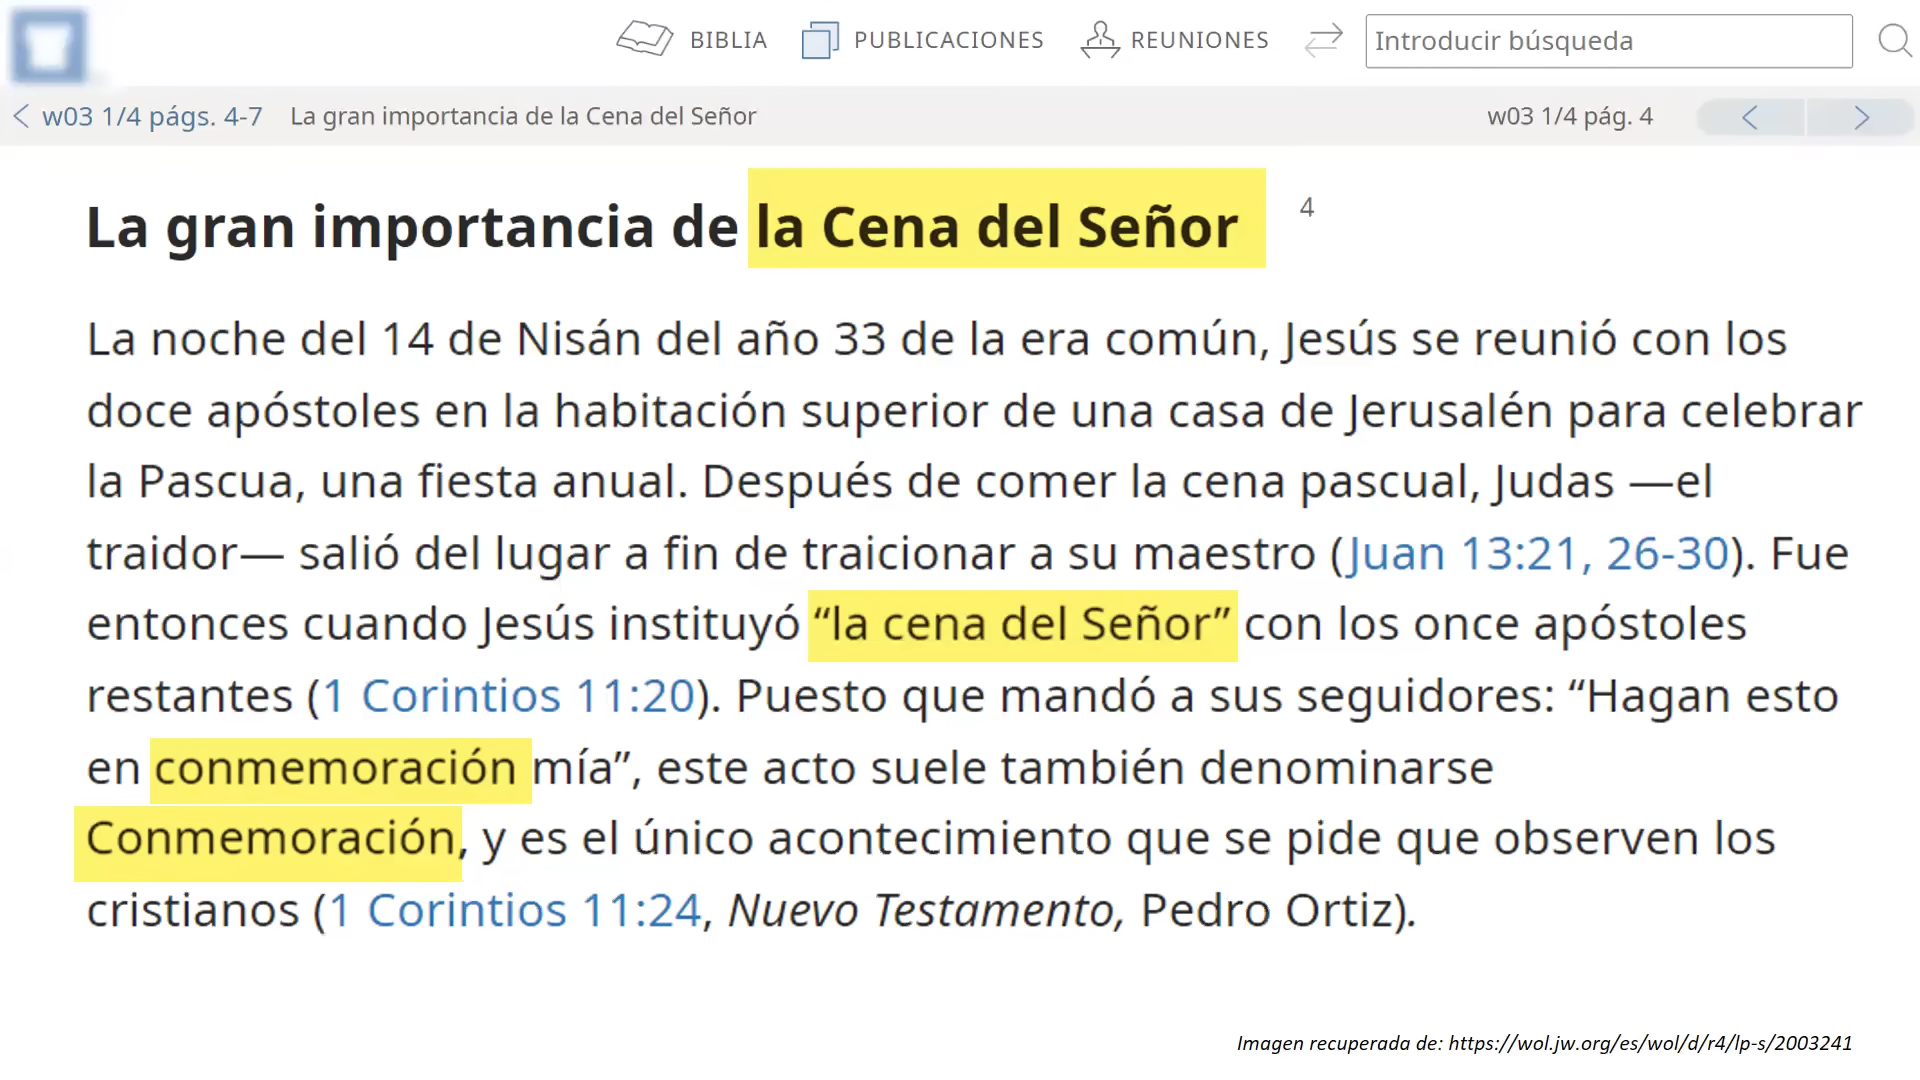 BIBLIA PUBLICACIONES REUNIONES Introducir búsqueda
w03 1/4 págs. 4-7 La gran importancia de la Cena del Señor w03 1/4 pág. 4
La gran importancia de la Cena del Señor 4
La noche del 14 de Nisán del año 33 de la era común, Jesús se reunió con los
doce apóstoles en la habitación superior de una casa de Jerusalén para celebrar
la Pascua, una fiesta anual. Después de comer la cena pascual, Judas —el
traidor— salió del lugar a fin de traicionar a su maestro (Juan 13:21, 26-30). Fue
entonces cuando Jesús instituyó “la cena del Señor” con los once apóstoles
restantes (1 Corintios 11:20). Puesto que mandó a sus seguidores: “Hagan esto
en conmemoración mía”, este acto suele también denominarse
Conmemoración, y es el único acontecimiento que se pide que observen los
cristianos (1 Corintios 11:24, Nuevo Testamento, Pedro Ortiz).
Imagen recuperada de: https://wol.jw.org/es/wol/d/r4/lp-s/2003241